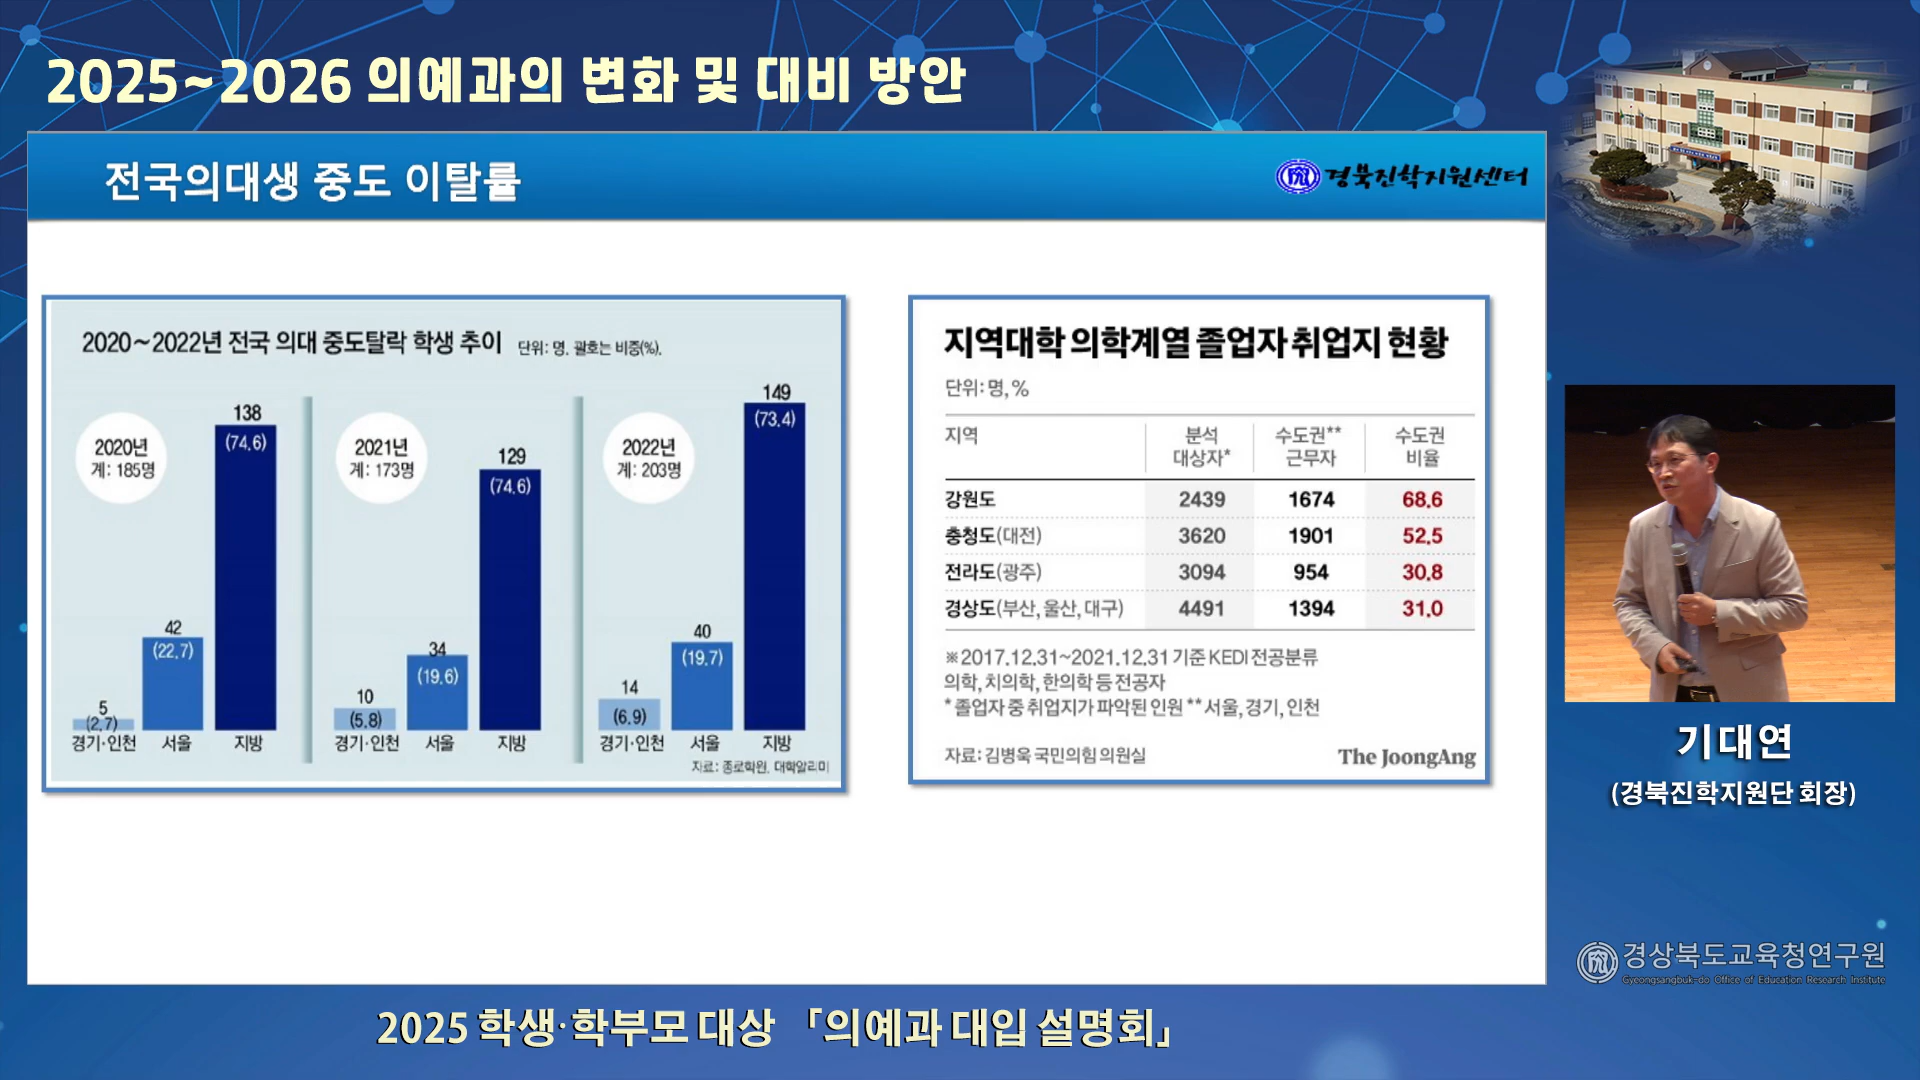 2025~2026 의예과의 변화 및 대비 방안
전국의대생 중도 이탈률
경북진학지원센터
2020~2022년 전국 의대 중도탈락 학생 추이 단위: 명. 괄호는 비중(%).
2020년
계: 185명
5
(2.7)
경기·인천
42
(22.7)
서울
138
(74.6)
지방
2021년
계: 173명
10
(5.8)
경기·인천
34
(19.6)
서울
129
(74.6)
지방
2022년
계: 203명
14
(6.9)
경기·인천
40
(19.7)
서울
149
(73.4)
지방
자료: 종로학원, 대학알리미
지역대학 의학계열 졸업자 취업지 현황
단위: 명, %
지역 분석 대상자* 수도권** 근무자 수도권 비율
강원도 2439 1674 68.6
충청도(대전) 3620 1901 52.5
전라도(광주) 3094 954 30.8
경상도(부산, 울산, 대구) 4491 1394 31.0
※2017.12.31~2021.12.31 기준 KEDI 전공분류
의학, 치의학, 한의학 등 전공자
*졸업자 중 취업지가 파악된 인원 **서울, 경기, 인천
자료: 김병욱 국민의힘 의원실
The JoongAng
기대연
(경북진학지원단 회장)
경상북도교육청연구원
Gyeongsangbuk-do Office of Education Research Institute
2025 학생·학부모 대상 「의예과 대입 설명회」